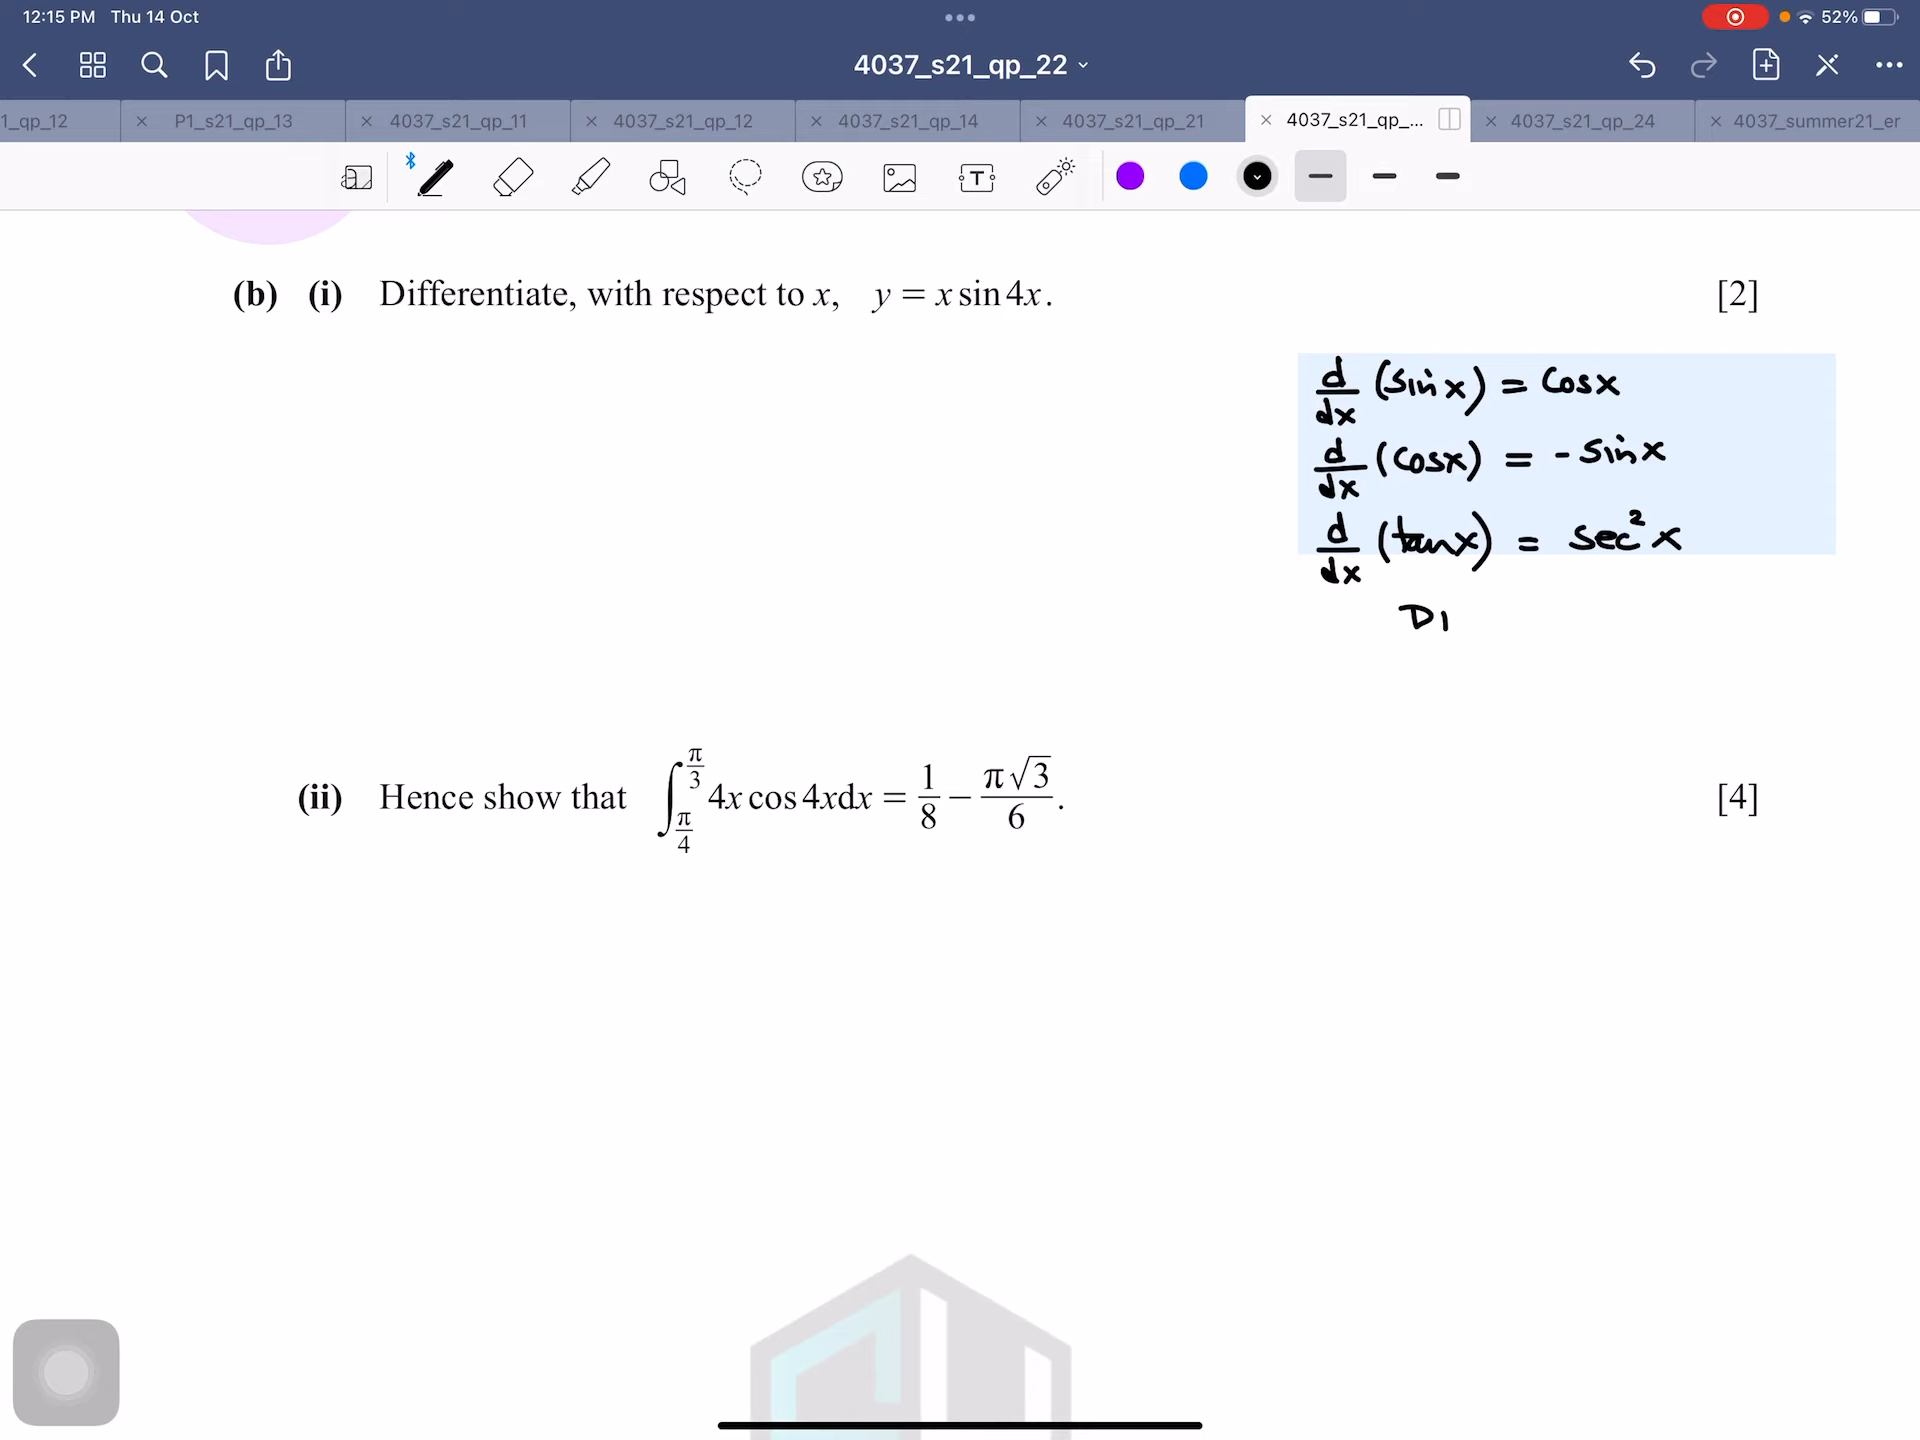 12:15 PM Thu 14 Oct 52%
4037_s21_qp_22
1_qp_12 P1_s21_qp_13 4037_s21_qp_11 4037_s21_qp_12 4037_s21_qp_14 4037_s21_qp_21 4037_s21_qp_... 4037_s21_qp_24 4037_summer21_er
(b) (i) Differentiate, with respect to x, y = x sin 4x. [2]
d/dx (sin x) = cos x
d/dx (cos x) = - sin x
d/dx (tan x) = sec² x
DI
(ii) Hence show that ∫_{π/4}^{π/3} 4x cos 4x dx = 1/8 − π√3/6. [4]